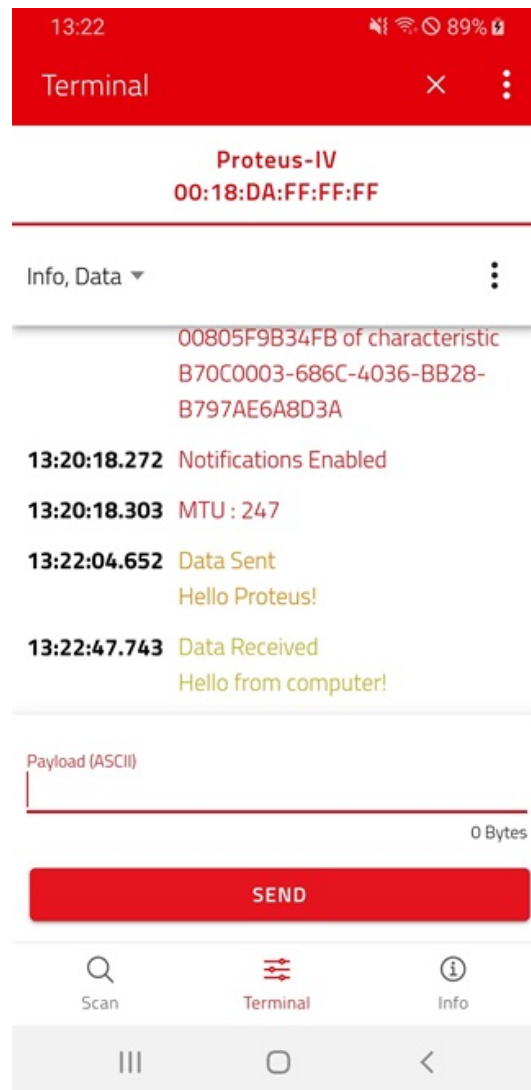 13:22
89%
Terminal
Proteus-IV
00:18:DA:FF:FF:FF
Info, Data
00805F9B34FB of characteristic
B70C0003-686C-4036-BB28-
B797AE6A8D3A
13:20:18.272 Notifications Enabled
13:20:18.303 MTU : 247
13:22:04.652 Data Sent
Hello Proteus!
13:22:47.743 Data Received
Hello from computer!
Payload (ASCII)
0 Bytes
SEND
Scan Terminal Info